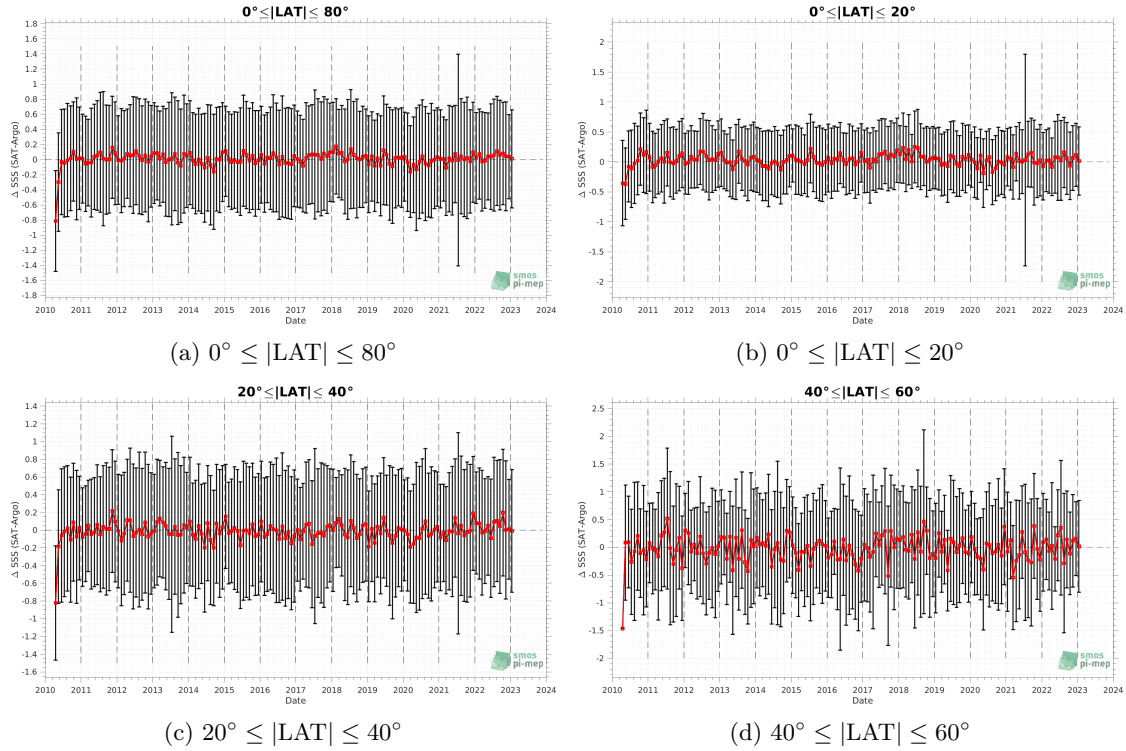 0°≤|LAT|≤ 80°
Δ SSS (SAT-Argo)
1.8
1.6
1.4
1.2
1
0.8
0.6
0.4
0.2
0
-0.2
-0.4
-0.6
-0.8
-1
-1.2
-1.4
-1.6
-1.8
2010 2011 2012 2013 2014 2015 2016 2017 2018 2019 2020 2021 2022 2023 2024
Date
smos
pi-mep
(a) 0° ≤ |LAT| ≤ 80°
0°≤|LAT|≤ 20°
Δ SSS (SAT-Argo)
2
1.5
1
0.5
0
-0.5
-1
-1.5
-2
2010 2011 2012 2013 2014 2015 2016 2017 2018 2019 2020 2021 2022 2023 2024
Date
smos
pi-mep
(b) 0° ≤ |LAT| ≤ 20°
20°≤|LAT|≤ 40°
Δ SSS (SAT-Argo)
1.4
1.2
1
0.8
0.6
0.4
0.2
0
-0.2
-0.4
-0.6
-0.8
-1
-1.2
-1.4
-1.6
2010 2011 2012 2013 2014 2015 2016 2017 2018 2019 2020 2021 2022 2023 2024
Date
smos
pi-mep
(c) 20° ≤ |LAT| ≤ 40°
40°≤|LAT|≤ 60°
Δ SSS (SAT-Argo)
2.5
2
1.5
1
0.5
0
-0.5
-1
-1.5
-2
2010 2011 2012 2013 2014 2015 2016 2017 2018 2019 2020 2021 2022 2023 2024
Date
smos
pi-mep
(d) 40° ≤ |LAT| ≤ 60°